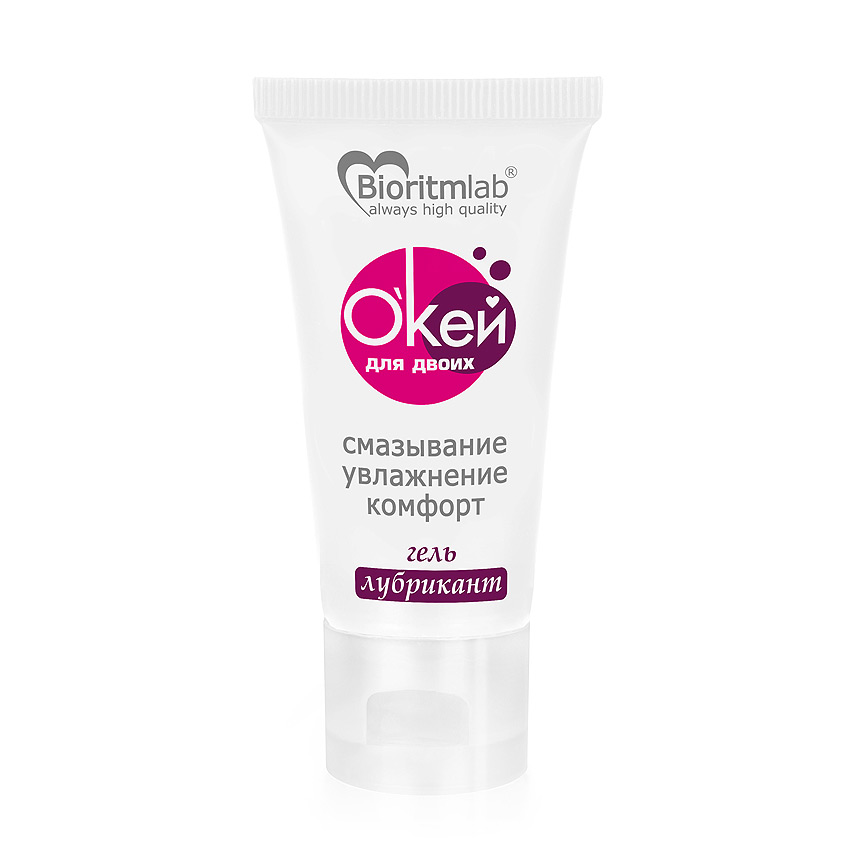 Bioritmlab®
always high quality
О'Кей
для двоих
смазывание
увлажнение
комфорт
гель
лубрикант